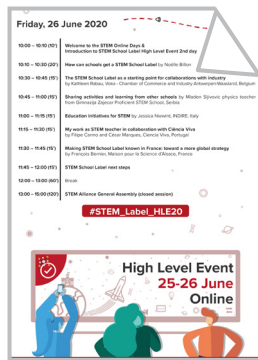 Friday, 26 June 2020
10:00 – 10:10 (10') Welcome to the STEM Online Days &
Introduction to STEM School Label High Level Event 2nd day
10:10 – 10:30 (20') How can schools get a STEM School Label by Noélie Billon
10:30 – 10:45 (15') The STEM School Label as a starting point for collaborations with industry
by Kathleen Ribiou, Voka - Chamber of Commerce and Industry Antwerpen-Waasland, Belgium
10:45 – 11:00 (15') Sharing activities and learning from other schools by Mladen Sljivovic physics teacher
from Gimnazija Zajecar Proficient STEM School, Serbia
11:00 – 11:15 (15') Education Initiatives for STEM by Jessica Niewint, INDIRE, Italy
11:15 – 11:30 (15') My work as STEM teacher in collaboration with Ciência Viva
by Filipe Carmo and César Marques, Ciência Viva, Portugal
11:30 – 11:45 (15') Making STEM School Label known in France: toward a more global strategy
by François Bernier, Maison pour la Science d'Alsace, France
11:45 – 12:00 (15') STEM School Label next steps
12:00 – 13:00 (60') Break
13:00 – 15:00 (120') STEM Alliance General Assembly (closed session)
#STEM_Label_HLE20
High Level Event
25-26 June
Online